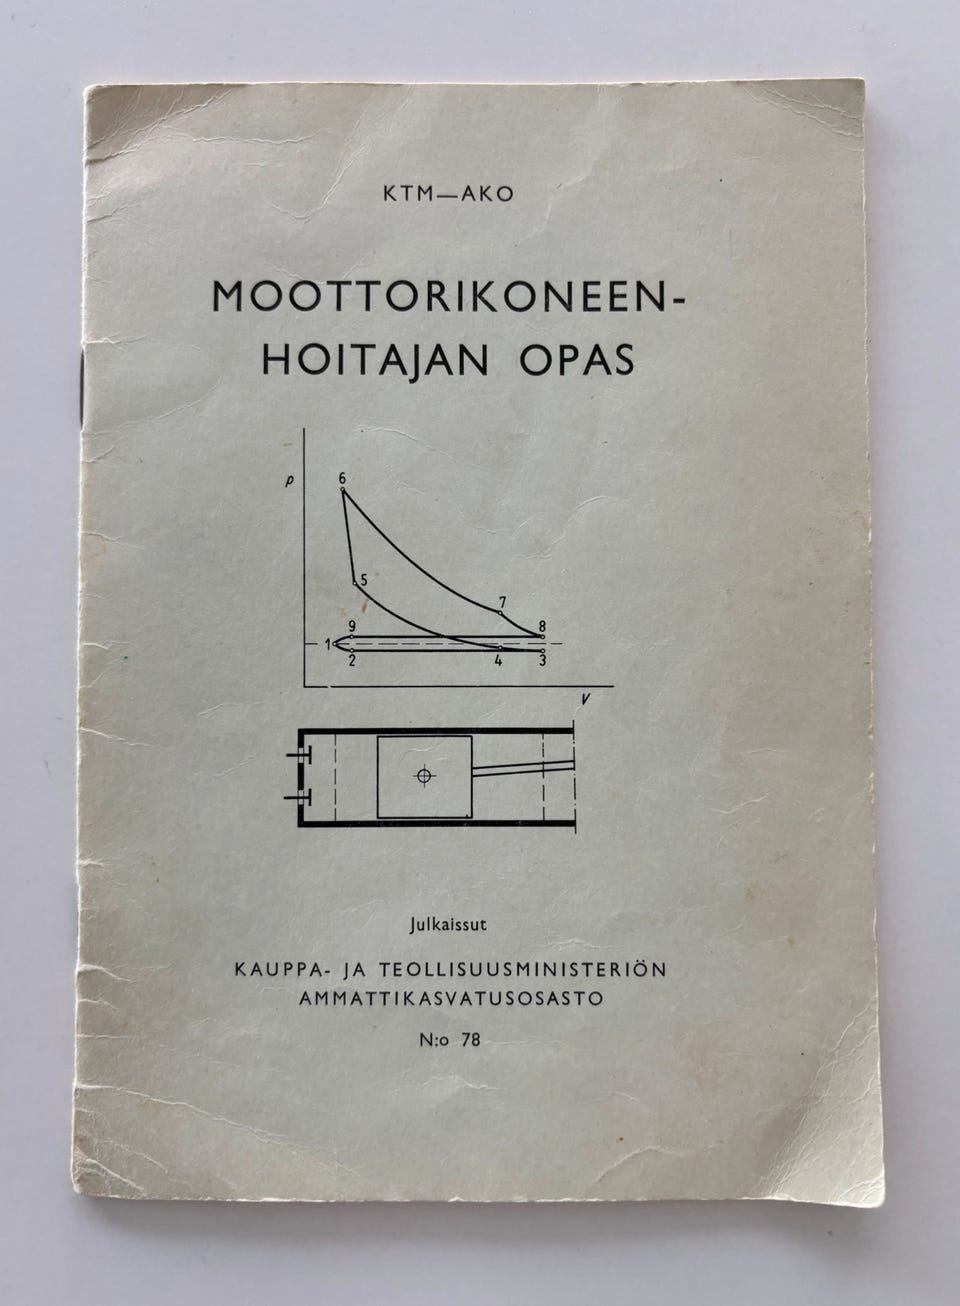 KTM—AKO
MOOTTORIKONEEN-
HOITAJAN OPAS
p
6
5
7
9
8
1
2
4
3
V
Julkaissut
KAUPPA- JA TEOLLISUUSMINISTERIÖN
AMMATTIKASVATUSOSASTO
N:o 78